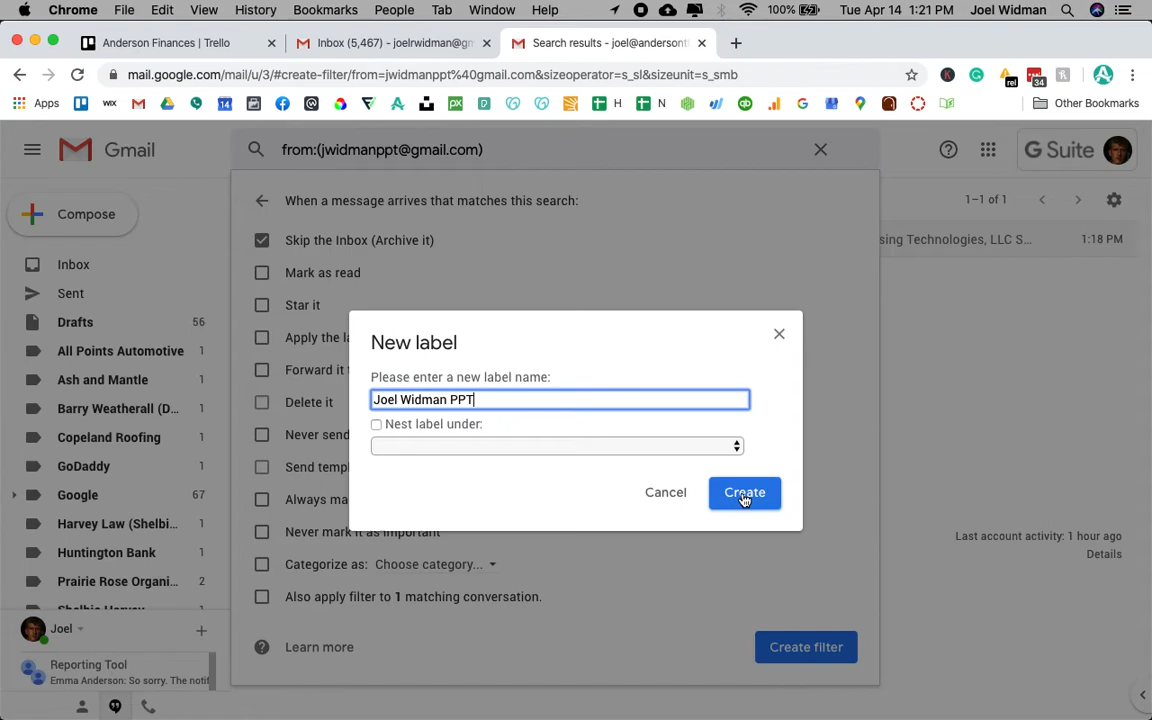 Chrome File Edit View History Bookmarks People Tab Window Help 100% Tue Apr 14 1:21 PM Joel Widman
Anderson Finances | Trello Inbox (5,467) - joelrwidman@gm Search results - joel@andersontl
mail.google.com/mail/u/3/#create-filter/from=jwidmanppt%40gmail.com&sizeoperator=s_sl&sizeunit=s_smb
Apps WIX H N Other Bookmarks
rel 34
Gmail from:(jwidmanppt@gmail.com) G Suite
Compose
When a message arrives that matches this search:
1–1 of 1
Skip the Inbox (Archive it)
sing Technologies, LLC S... 1:18 PM
Mark as read
Star it
Apply the la
Forward it t
Delete it
Never send
Send templ
Always ma
Never mark it as important
Categorize as: Choose category...
Also apply filter to 1 matching conversation.
Learn more
Create filter
Inbox
Sent
Drafts 56
All Points Automotive 1
Ash and Mantle 1
Barry Weatherall (D... 1
Copeland Roofing 1
GoDaddy 1
Google 67
Harvey Law (Shelbi... 1
Huntington Bank 1
Prairie Rose Organi... 2
Shelbie Harvey
Joel
Reporting Tool
Emma Anderson: So sorry. The notif
New label
Please enter a new label name:
Joel Widman PPT
Nest label under:
Cancel
Create
Last account activity: 1 hour ago
Details